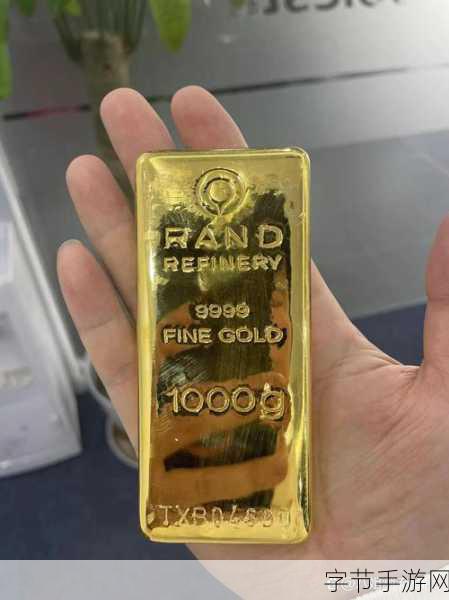 RAND
REFINERY
9999
FINE GOLD
1000g
字节手游网